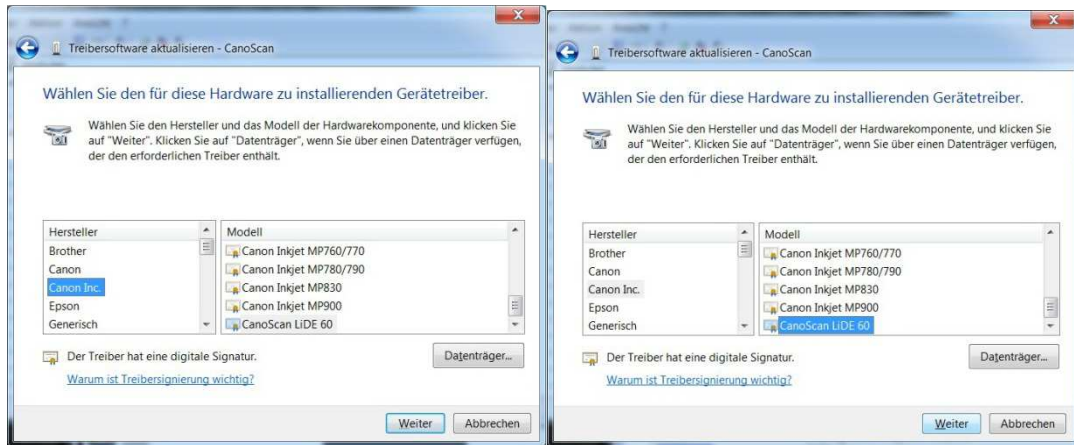 Treibersoftware aktualisieren - CanoScan
Wählen Sie den für diese Hardware zu installierenden Gerätetreiber.
Wählen Sie den Hersteller und das Modell der Hardwarekomponente, und klicken Sie
auf "Weiter". Klicken Sie auf "Datenträger", wenn Sie über einen Datenträger verfügen,
der den erforderlichen Treiber enthält.
Hersteller
Brother
Canon
Canon Inc.
Epson
Generisch
Modell
Canon Inkjet MP760/770
Canon Inkjet MP780/790
Canon Inkjet MP830
Canon Inkjet MP900
CanoScan LiDE 60
Der Treiber hat eine digitale Signatur.
Datenträger...
Warum ist Treibersignierung wichtig?
Weiter
Abbrechen
Treibersoftware aktualisieren - CanoScan
Wählen Sie den für diese Hardware zu installierenden Gerätetreiber.
Wählen Sie den Hersteller und das Modell der Hardwarekomponente, und klicken Sie
auf "Weiter". Klicken Sie auf "Datenträger", wenn Sie über einen Datenträger verfügen,
der den erforderlichen Treiber enthält.
Hersteller
Brother
Canon
Canon Inc.
Epson
Generisch
Modell
Canon Inkjet MP760/770
Canon Inkjet MP780/790
Canon Inkjet MP830
Canon Inkjet MP900
CanoScan LiDE 60
Der Treiber hat eine digitale Signatur.
Datenträger...
Warum ist Treibersignierung wichtig?
Weiter
Abbrechen